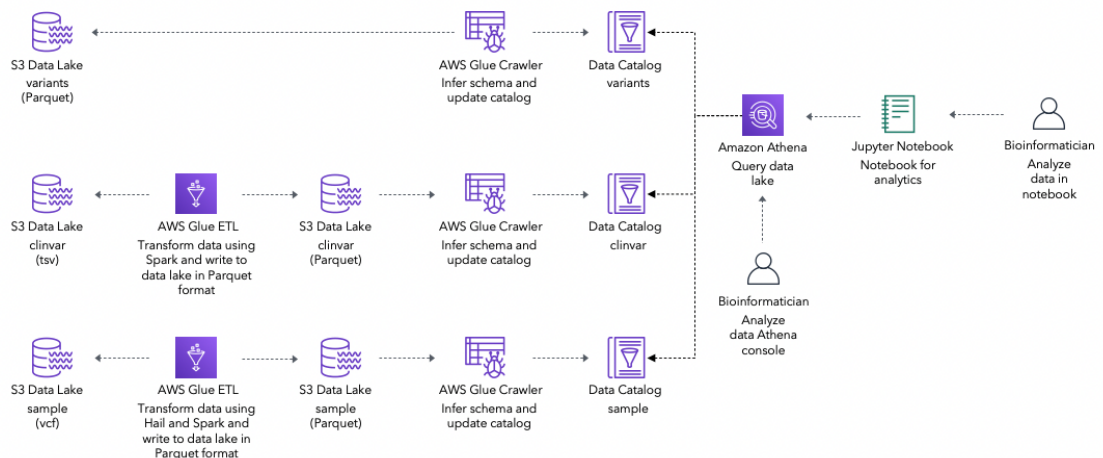 S3 Data Lake
variants
(Parquet)
AWS Glue Crawler
Infer schema and
update catalog
Data Catalog
variants
Amazon Athena
Query data
lake
Jupyter Notebook
Notebook for
analytics
Bioinformatician
Analyze
data in
notebook
S3 Data Lake
clinvar
(tsv)
AWS Glue ETL
Transform data using
Spark and write to
data lake in Parquet
format
S3 Data Lake
clinvar
(Parquet)
AWS Glue Crawler
Infer schema and
update catalog
Data Catalog
clinvar
Bioinformatician
Analyze
data Athena
console
S3 Data Lake
sample
(vcf)
AWS Glue ETL
Transform data using
Hail and Spark and
write to data lake in
Parquet format
S3 Data Lake
sample
(Parquet)
AWS Glue Crawler
Infer schema and
update catalog
Data Catalog
sample